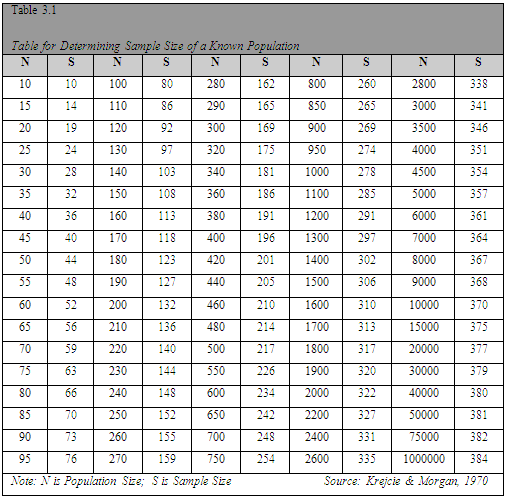 Table 3.1
Table for Determining Sample Size of a Known Population
N S N S N S N S N S
10 10 100 80 280 162 800 260 2800 338
15 14 110 86 290 165 850 265 3000 341
20 19 120 92 300 169 900 269 3500 346
25 24 130 97 320 175 950 274 4000 351
30 28 140 103 340 181 1000 278 4500 354
35 32 150 108 360 186 1100 285 5000 357
40 36 160 113 380 191 1200 291 6000 361
45 40 170 118 400 196 1300 297 7000 364
50 44 180 123 420 201 1400 302 8000 367
55 48 190 127 440 205 1500 306 9000 368
60 52 200 132 460 210 1600 310 10000 370
65 56 210 136 480 214 1700 313 15000 375
70 59 220 140 500 217 1800 317 20000 377
75 63 230 144 550 226 1900 320 30000 379
80 66 240 148 600 234 2000 322 40000 380
85 70 250 152 650 242 2200 327 50000 381
90 73 260 155 700 248 2400 331 75000 382
95 76 270 159 750 254 2600 335 1000000 384
Note: N is Population Size; S is Sample Size Source: Krejcie & Morgan, 1970